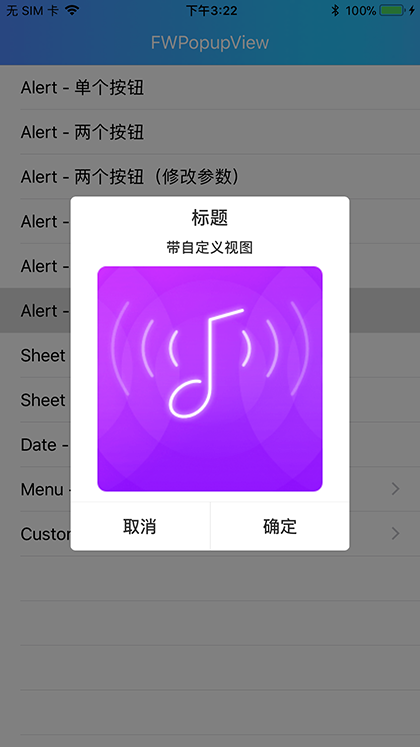 无 SIM 卡 下午3:22 100%
FWPopupView
Alert - 单个按钮
Alert - 两个按钮
Alert - 两个按钮（修改参数）
Alert -
Alert -
Alert -
Sheet
Sheet
Date -
Menu -
Custom
标题
带自定义视图
取消 确定